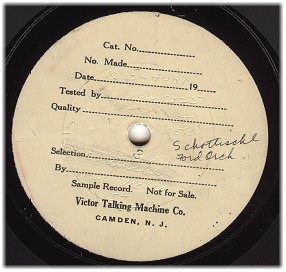 Cat. No.
No. Made
Date 19
Tested by
Quality
Schottische
Ford Orch
Selection
By
Sample Record. Not for Sale.
Victor Talking Machine Co.
CAMDEN, N. J.